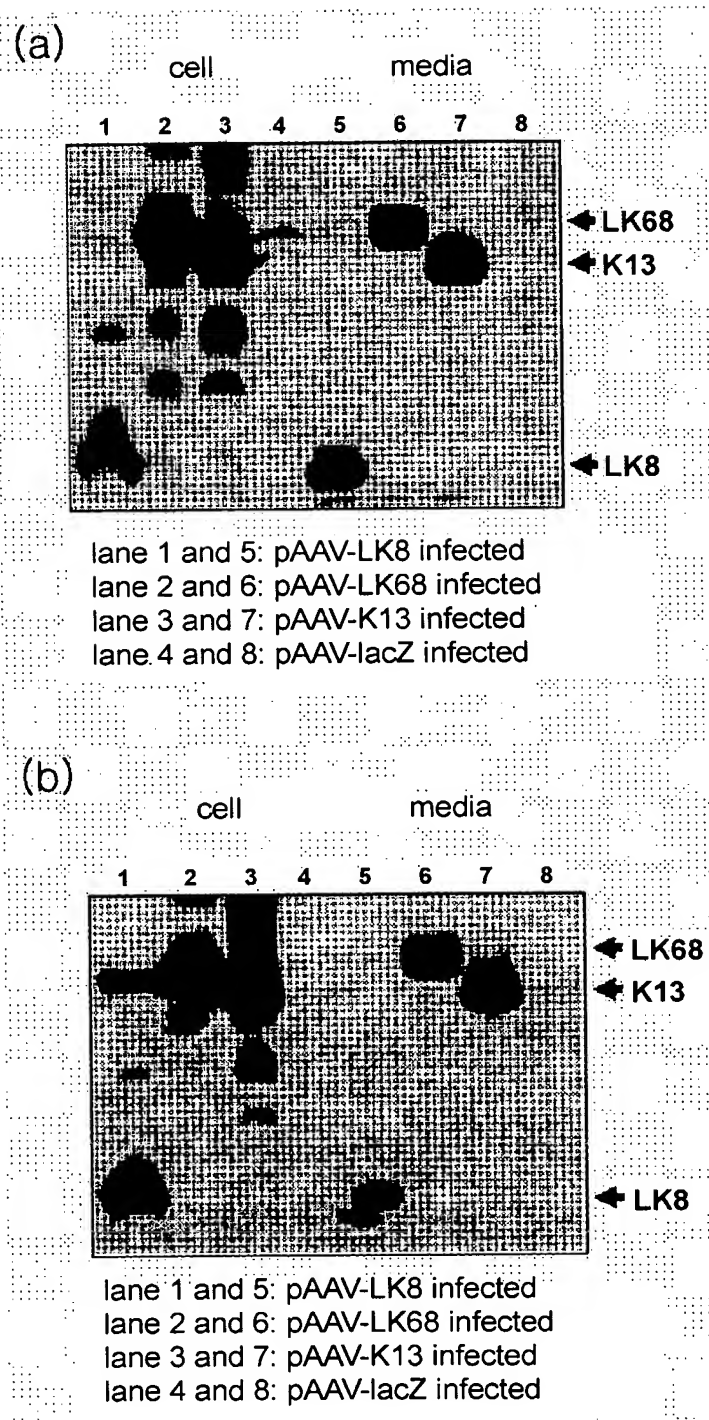 (a)
cell media
1 2 3 4 5 6 7 8
LK68
K13
LK8
lane 1 and 5: pAAV-LK8 infected
lane 2 and 6: pAAV-LK68 infected
lane 3 and 7: pAAV-K13 infected
lane 4 and 8: pAAV-lacZ infected
(b)
cell media
1 2 3 4 5 6 7 8
LK68
K13
LK8
lane 1 and 5: pAAV-LK8 infected
lane 2 and 6: pAAV-LK68 infected
lane 3 and 7: pAAV-K13 infected
lane 4 and 8: pAAV-lacZ infected